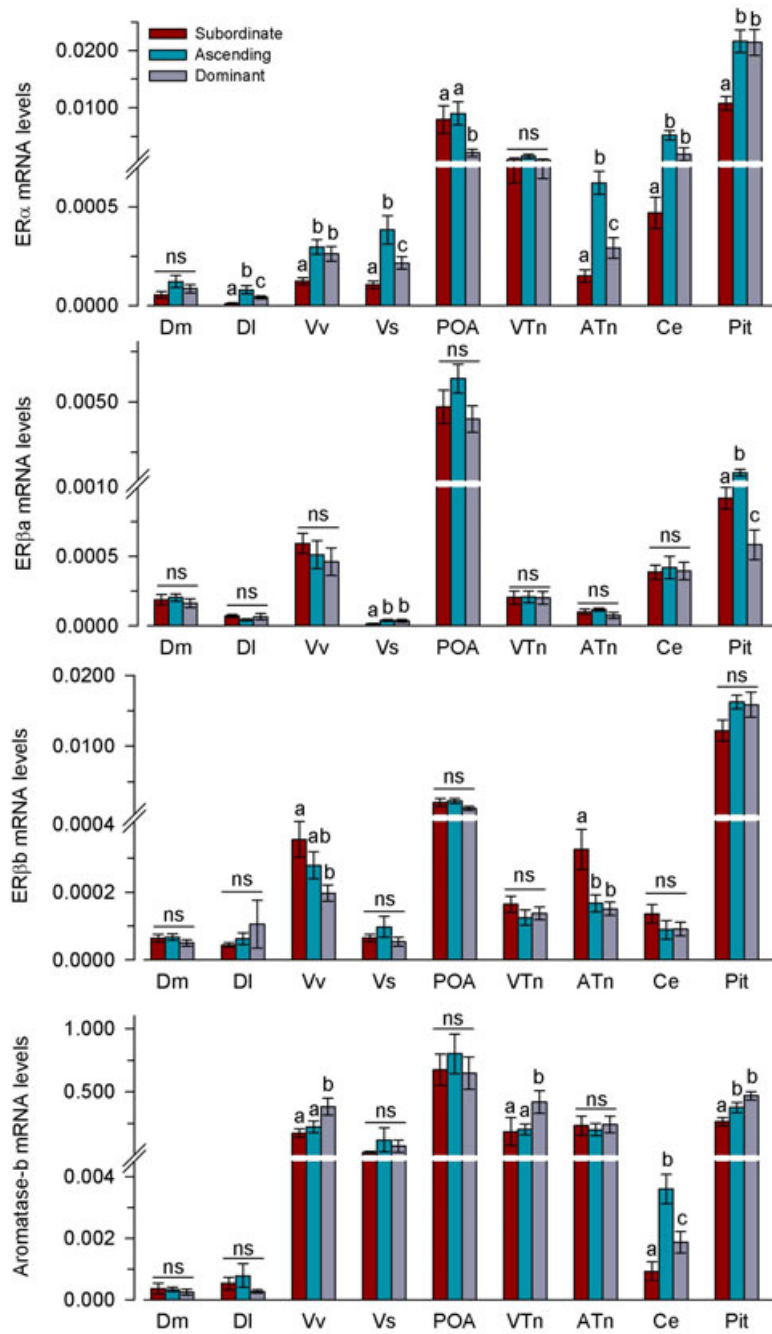 Subordinate
Ascending
Dominant
ERα mRNA levels
0.0200
0.0100
0.0005
0.0000
ns
a b c
a b b
a b c
a a b
ns
a b c
a b b
a b b
Dm Dl Vv Vs POA VTn ATn Ce Pit
ERβa mRNA levels
0.0050
0.0010
0.0005
0.0000
ns
ns
ns
a b b
ns
ns
ns
ns
a b c
Dm Dl Vv Vs POA VTn ATn Ce Pit
ERβb mRNA levels
0.0200
0.0100
0.0004
0.0002
0.0000
ns
ns
a ab b
ns
ns
ns
a b b
ns
ns
Dm Dl Vv Vs POA VTn ATn Ce Pit
Aromatase-b mRNA levels
1.000
0.500
0.004
0.002
0.000
ns
ns
a a b
ns
ns
a a b
ns
a b c
a b b
Dm Dl Vv Vs POA VTn ATn Ce Pit